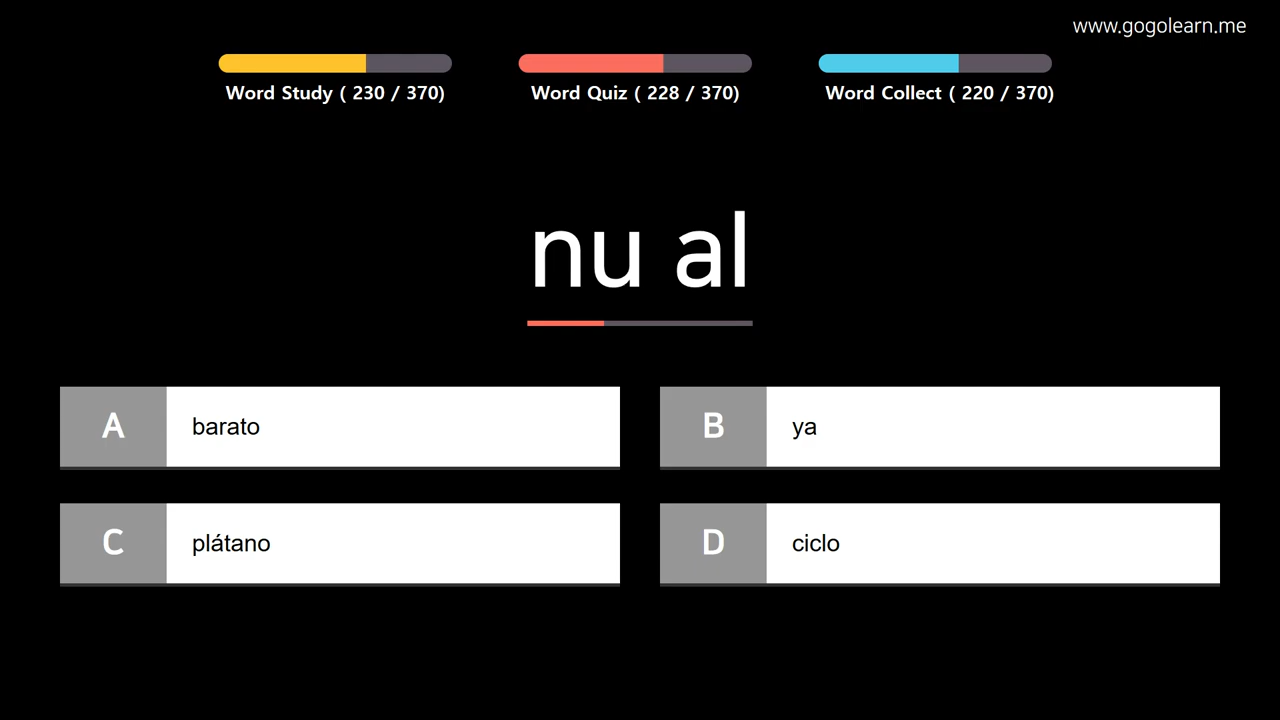 www.gogolearn.me
Word Study ( 230 / 370)
Word Quiz ( 228 / 370)
Word Collect ( 220 / 370)
nu al
A
barato
B
ya
C
plátano
D
ciclo